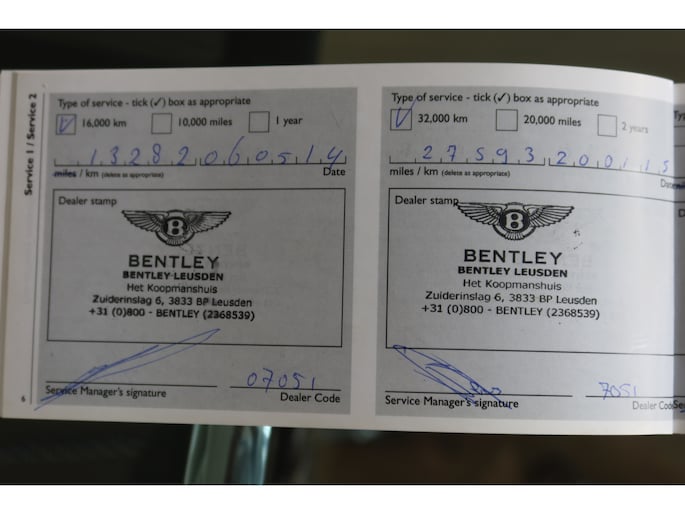 Service 1 / Service 2
Type of service - tick (✓) box as appropriate
16,000 km 10,000 miles 1 year
13282 060514
miles / km (delete as appropriate) Date
Dealer stamp
B
BENTLEY
BENTLEY LEUSDEN
Het Koopmanshuis
Zuiderinslag 6, 3833 BP Leusden
+31 (0)800 - BENTLEY (2368539)
07051
Service Manager's signature Dealer Code
6
Type of service - tick (✓) box as appropriate
32,000 km 20,000 miles 2 years
27593 200115
miles / km (delete as appropriate) Date
Dealer stamp
B
BENTLEY
BENTLEY LEUSDEN
Het Koopmanshuis
Zuiderinslag 6, 3833 BP Leusden
+31 (0)800 - BENTLEY (2368539)
7051
Service Manager's signature Dealer Code